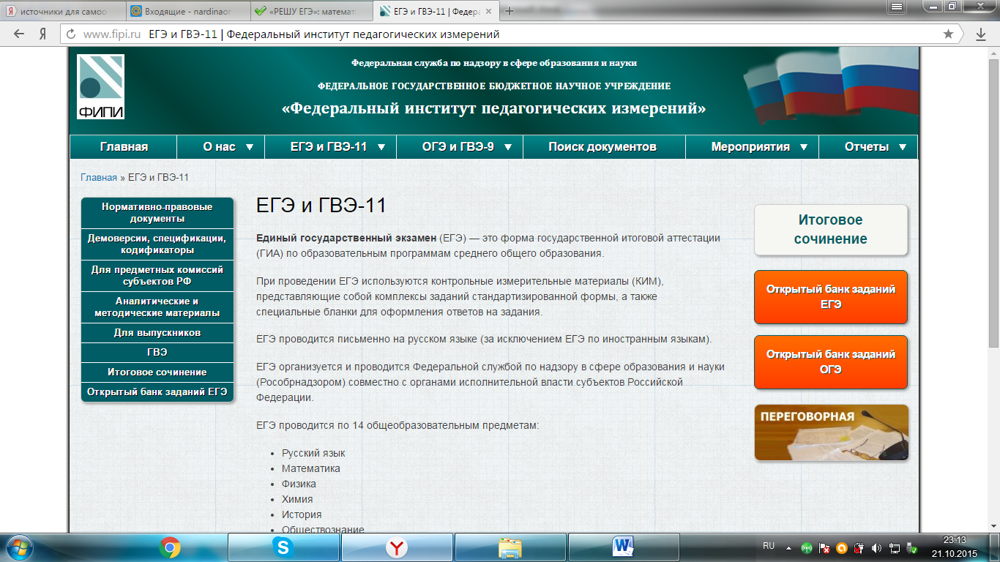 источники для самоо
Входящие - nardinaor
«РЕШУ ЕГЭ»: математ
ЕГЭ и ГВЭ-11 | Федера
www.fipi.ru ЕГЭ и ГВЭ-11 | Федеральный институт педагогических измерений
ФИПИ
Федеральная служба по надзору в сфере образования и науки
ФЕДЕРАЛЬНОЕ ГОСУДАРСТВЕННОЕ БЮДЖЕТНОЕ НАУЧНОЕ УЧРЕЖДЕНИЕ
«Федеральный институт педагогических измерений»
Главная
О нас
ЕГЭ и ГВЭ-11
ОГЭ и ГВЭ-9
Поиск документов
Мероприятия
Отчеты
Главная » ЕГЭ и ГВЭ-11
Нормативно-правовые
документы
Демоверсии, спецификации,
кодификаторы
Для предметных комиссий
субъектов РФ
Аналитические и
методические материалы
Для выпускников
ГВЭ
Итоговое сочинение
Открытый банк заданий ЕГЭ
ЕГЭ и ГВЭ-11
Единый государственный экзамен (ЕГЭ) — это форма государственной итоговой аттестации
(ГИА) по образовательным программам среднего общего образования.
При проведении ЕГЭ используются контрольные измерительные материалы (КИМ),
представляющие собой комплексы заданий стандартизированной формы, а также
специальные бланки для оформления ответов на задания.
ЕГЭ проводится письменно на русском языке (за исключением ЕГЭ по иностранным языкам).
ЕГЭ организуется и проводится Федеральной службой по надзору в сфере образования и науки
(Рособрнадзором) совместно с органами исполнительной власти субъектов Российской
Федерации.
ЕГЭ проводится по 14 общеобразовательным предметам:
Русский язык
Математика
Физика
Химия
История
Обществознание
Итоговое
сочинение
Открытый банк заданий
ЕГЭ
Открытый банк заданий
ОГЭ
ПЕРЕГОВОРНАЯ
RU
23:13
21.10.2015